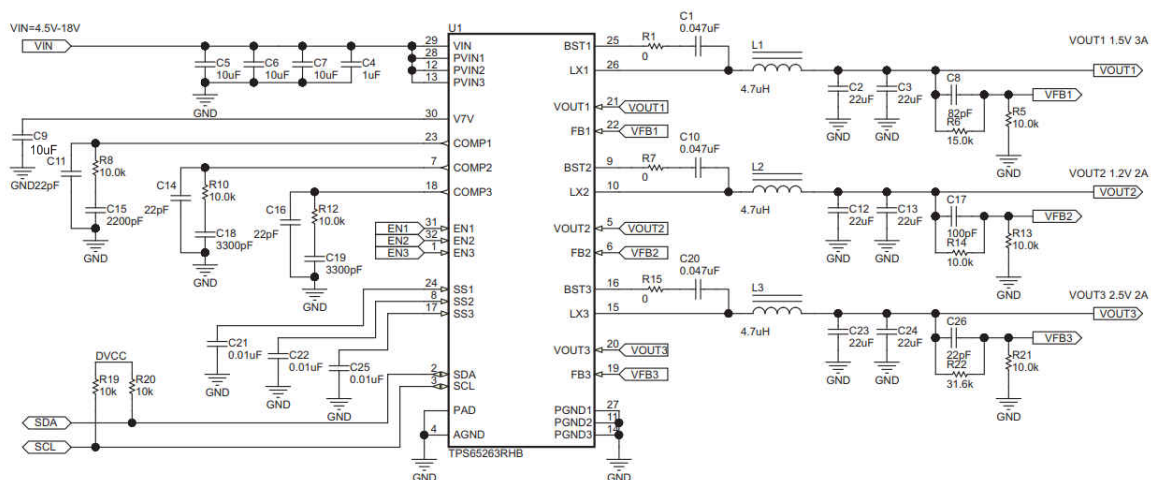 VIN=4.5V-18V
VIN
C5
10uF
C6
10uF
C7
10uF
C4
1uF
GND
C9
10uF
GND
C11
22pF
R8
10.0k
C15
2200pF
GND
C14
22pF
R10
10.0k
C18
3300pF
GND
C16
22pF
R12
10.0k
C19
3300pF
GND
EN1
EN2
EN3
C21
0.01uF
GND
C22
0.01uF
GND
C25
0.01uF
GND
DVCC
R19
10k
R20
10k
SDA
SCL
GND
U1
29 VIN
28 PVIN1
12 PVIN2
13 PVIN3
30 V7V
23 COMP1
7 COMP2
18 COMP3
31 EN1
32 EN2
1 EN3
24 SS1
8 SS2
17 SS3
2 SDA
3 SCL
PAD
4 AGND
TPS65263RHB
BST1 25
LX1 26
VOUT1 21 VOUT1
FB1 22 VFB1
BST2 9
LX2 10
VOUT2 5 VOUT2
FB2 6 VFB2
BST3 16
LX3 15
VOUT3 20 VOUT3
FB3 19 VFB3
PGND1 27
PGND2 11
PGND3 14
GND
R1
0
C1
0.047uF
L1
4.7uH
C2
22uF
GND
C3
22uF
GND
C8
82pF
R6
15.0k
R5
10.0k
GND
VOUT1 1.5V 3A
VOUT1
VFB1
R7
0
C10
0.047uF
L2
4.7uH
C12
22uF
GND
C13
22uF
GND
C17
100pF
R14
10.0k
R13
10.0k
GND
VOUT2 1.2V 2A
VOUT2
VFB2
R15
0
C20
0.047uF
L3
4.7uH
C23
22uF
GND
C24
22uF
GND
C26
22pF
R22
31.6k
R21
10.0k
GND
VOUT3 2.5V 2A
VOUT3
VFB3